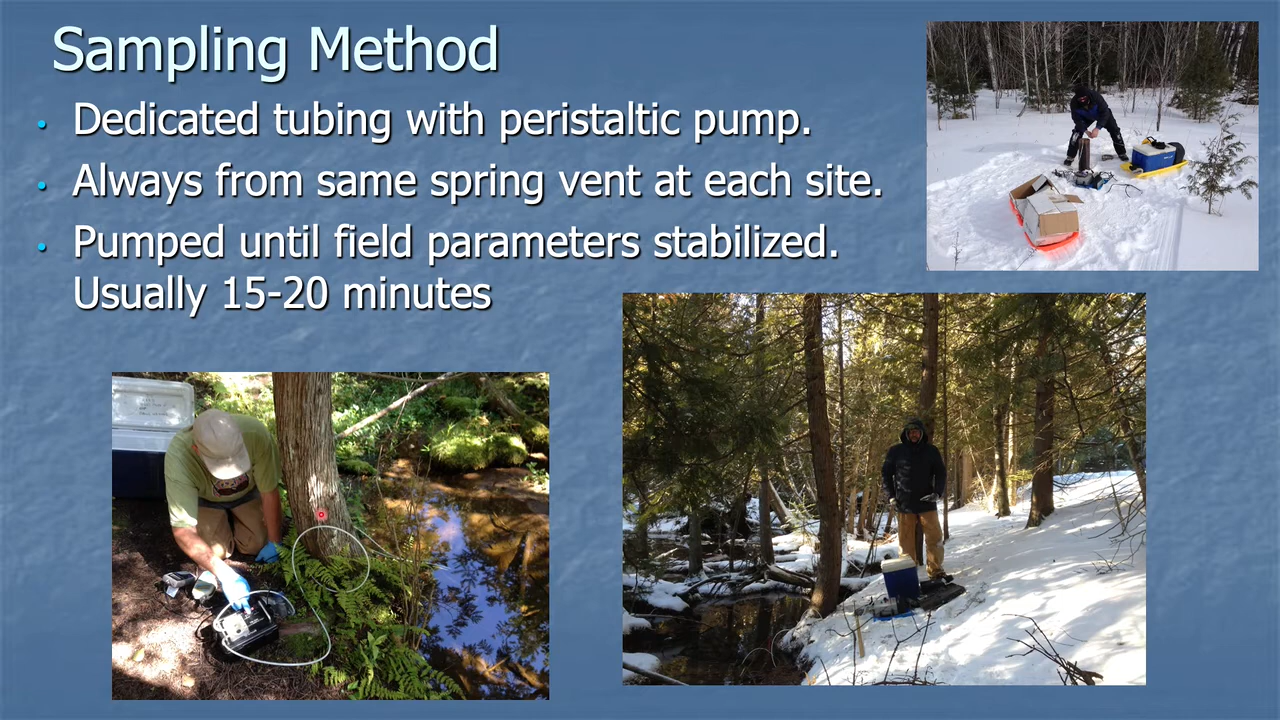 Sampling Method
• Dedicated tubing with peristaltic pump.
• Always from same spring vent at each site.
• Pumped until field parameters stabilized.
Usually 15-20 minutes